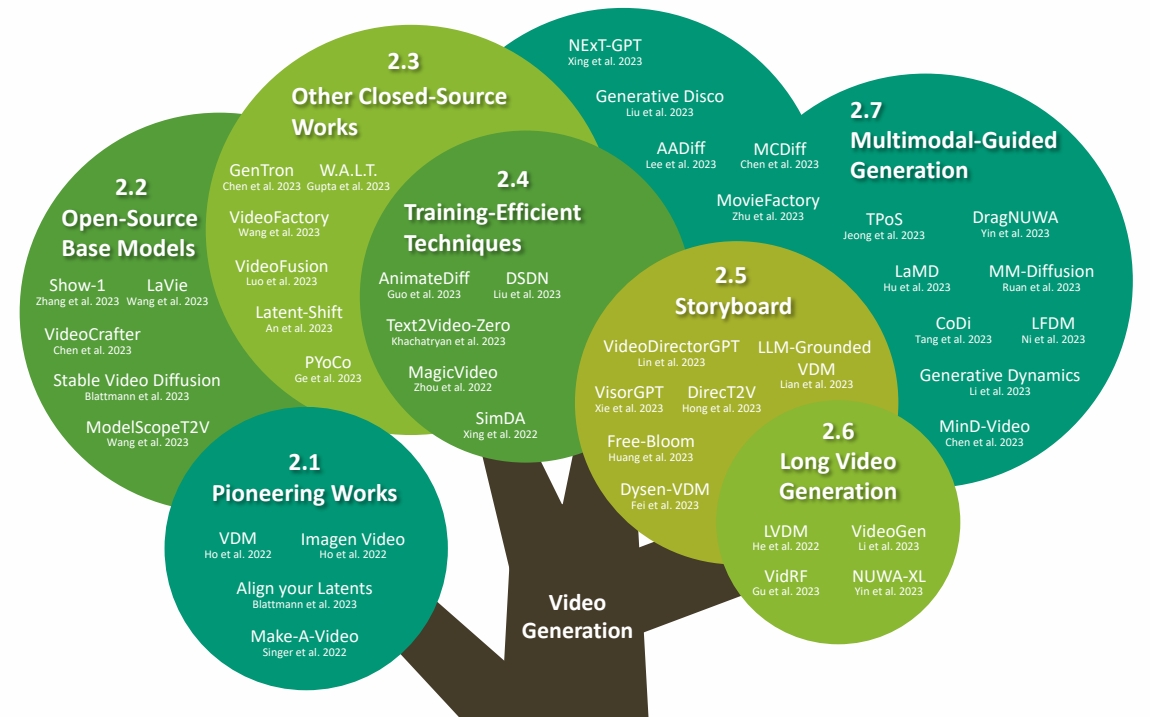 2.1
Pioneering Works
VDM
Ho et al. 2022
Imagen Video
Ho et al. 2022
Align your Latents
Blattmann et al. 2023
Make-A-Video
Singer et al. 2022
2.2
Open-Source
Base Models
Show-1
Zhang et al. 2023
LaVie
Wang et al. 2023
VideoCrafter
Chen et al. 2023
Stable Video Diffusion
Blattmann et al. 2023
ModelScopeT2V
Wang et al. 2023
2.3
Other Closed-Source
Works
GenTron
Chen et al. 2023
W.A.L.T.
Gupta et al. 2023
VideoFactory
Wang et al. 2023
VideoFusion
Luo et al. 2023
Latent-Shift
An et al. 2023
PYoCo
Ge et al. 2023
2.4
Training-Efficient
Techniques
AnimateDiff
Guo et al. 2023
DSDN
Liu et al. 2023
Text2Video-Zero
Khachatryan et al. 2023
MagicVideo
Zhou et al. 2022
SimDA
Xing et al. 2022
2.5
Storyboard
VideoDirectorGPT
Lin et al. 2023
LLM-Grounded
VDM
Lian et al. 2023
VisorGPT
Xie et al. 2023
DirecT2V
Hong et al. 2023
Free-Bloom
Huang et al. 2023
Dysen-VDM
Fei et al. 2023
2.6
Long Video
Generation
LVDM
He et al. 2022
VideoGen
Li et al. 2023
VidRF
Gu et al. 2023
NUWA-XL
Yin et al. 2023
2.7
Multimodal-Guided
Generation
NExT-GPT
Xing et al. 2023
Generative Disco
Liu et al. 2023
AADiff
Lee et al. 2023
MCDiff
Chen et al. 2023
MovieFactory
Zhu et al. 2023
TPoS
Jeong et al. 2023
DragNUWA
Yin et al. 2023
LaMD
Hu et al. 2023
MM-Diffusion
Ruan et al. 2023
CoDi
Tang et al. 2023
LFDM
Ni et al. 2023
Generative Dynamics
Li et al. 2023
MinD-Video
Chen et al. 2023
Video
Generation